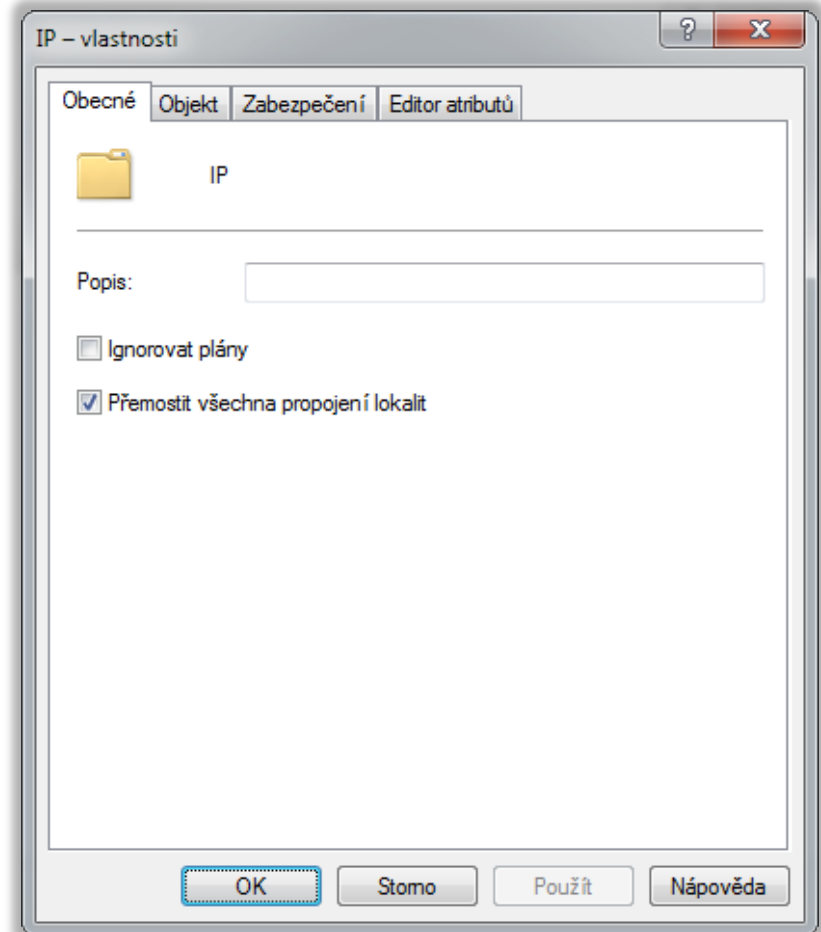 IP – vlastnosti
Obecné Objekt Zabezpečení Editor atributů
IP
Popis:
Ignorovat plány
Přemostit všechna propojení lokalit
OK Storno Použít Nápověda